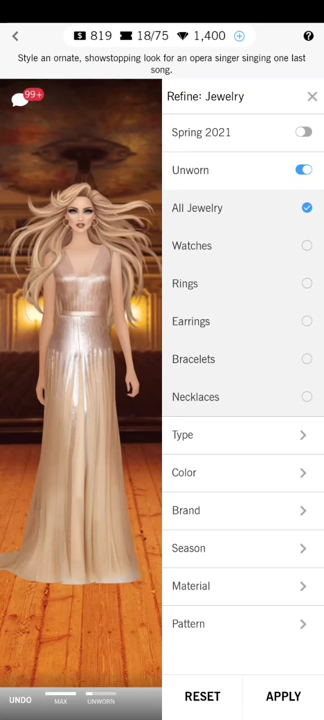 819
18/75
1,400
Style an ornate, showstopping look for an opera singer singing one last
song.
99+
Refine: Jewelry
Spring 2021
Unworn
All Jewelry
Watches
Rings
Earrings
Bracelets
Necklaces
Type
Color
Brand
Season
Material
Pattern
UNDO
MAX
UNWORN
RESET
APPLY